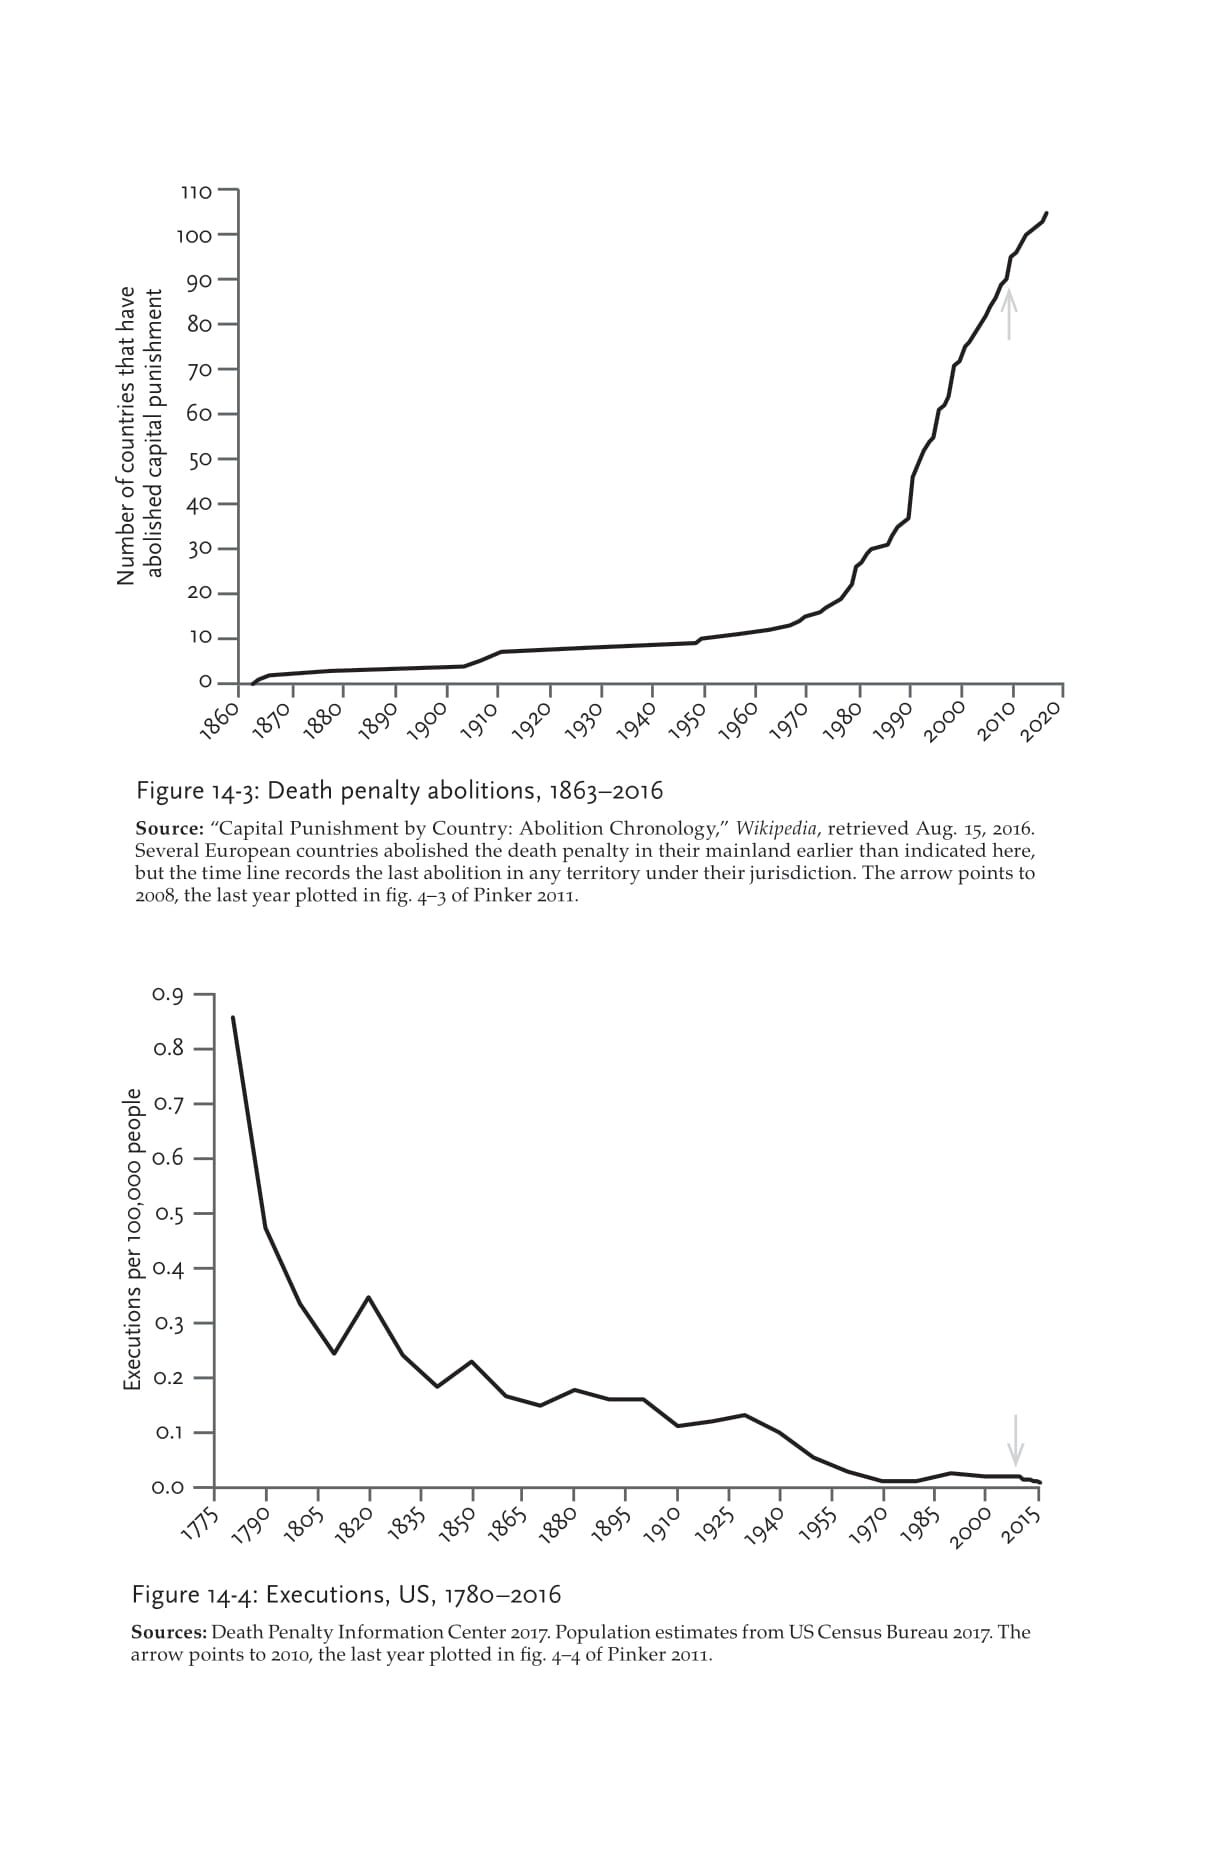 110
100
90
80
70
60
50
40
30
20
10
0
Number of countries that have
abolished capital punishment
1860 1870 1880 1890 1900 1910 1920 1930 1940 1950 1960 1970 1980 1990 2000 2010 2020
Figure 14-3: Death penalty abolitions, 1863–2016
Source: “Capital Punishment by Country: Abolition Chronology,” Wikipedia, retrieved Aug. 15, 2016.
Several European countries abolished the death penalty in their mainland earlier than indicated here,
but the time line records the last abolition in any territory under their jurisdiction. The arrow points to
2008, the last year plotted in fig. 4–3 of Pinker 2011.
0.9
0.8
0.7
0.6
0.5
0.4
0.3
0.2
0.1
0.0
Executions per 100,000 people
1775 1790 1805 1820 1835 1850 1865 1880 1895 1910 1925 1940 1955 1970 1985 2000 2015
Figure 14-4: Executions, US, 1780–2016
Sources: Death Penalty Information Center 2017. Population estimates from US Census Bureau 2017. The
arrow points to 2010, the last year plotted in fig. 4–4 of Pinker 2011.